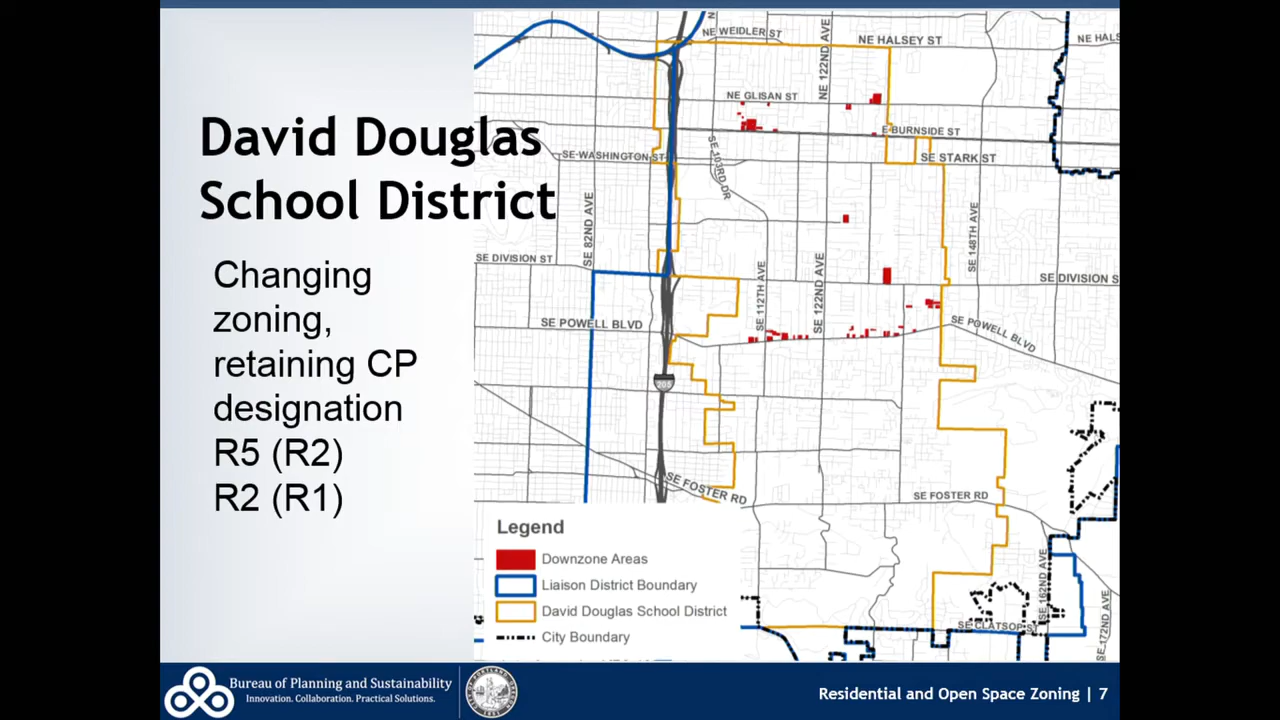 David Douglas
School District
Changing
zoning,
retaining CP
designation
R5 (R2)
R2 (R1)
NE WEIDLER ST
NE HALSEY ST
NE HALS
N
NE 122ND AVE
NE GLISAN ST
E BURNSIDE ST
SE WASHINGTON ST
SE STARK ST
SE 103RD DR
SE 82ND AVE
SE 148TH AVE
SE DIVISION ST
SE 112TH AVE
SE 122ND AVE
SE DIVISION S
SE POWELL BLVD
SE POWELL BLVD
205
SE FOSTER RD
SE FOSTER RD
SE 162ND AVE
SE 172ND AVE
SE CLATSOP ST
Legend
Downzone Areas
Liaison District Boundary
David Douglas School District
City Boundary
Bureau of Planning and Sustainability
Innovation. Collaboration. Practical Solutions.
Residential and Open Space Zoning | 7